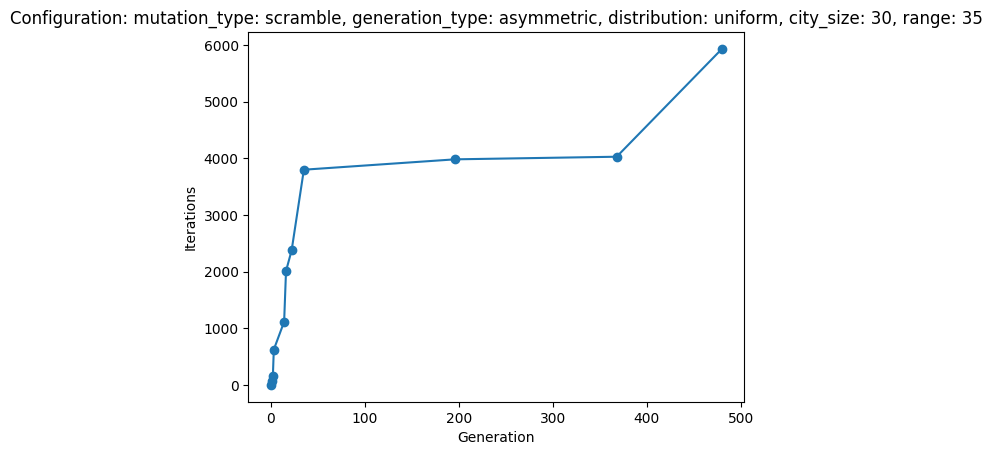 Configuration: mutation_type: scramble, generation_type: asymmetric, distribution: uniform, city_size: 30, range: 35
6000
5000
4000
3000
2000
1000
0
Iterations
0 100 200 300 400 500
Generation